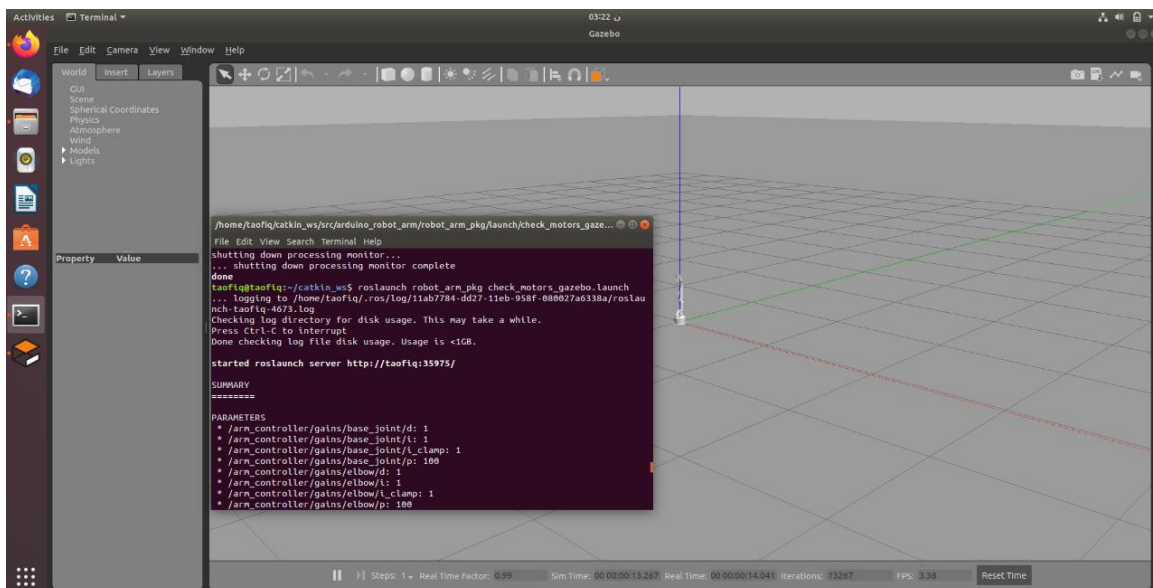 Activities Terminal
03:22 ن
Gazebo
File Edit Camera View Window Help
World Insert Layers
GUI
Scene
Spherical Coordinates
Physics
Atmosphere
Wind
Models
Lights
Property Value
/home/taofiq/catkin_ws/src/arduino_robot_arm/robot_arm_pkg/launch/check_motors_gaze...
File Edit View Search Terminal Help
shutting down processing monitor...
... shutting down processing monitor complete
done
taofiq@taofiq:~/catkin_ws$ roslaunch robot_arm_pkg check_motors_gazebo.launch
... logging to /home/taofiq/.ros/log/11ab7784-dd27-11eb-958f-080027a6338a/roslau
nch-taofiq-4673.log
Checking log directory for disk usage. This may take a while.
Press Ctrl-C to interrupt
Done checking log file disk usage. Usage is <1GB.
started roslaunch server http://taofiq:35975/
SUMMARY
========
PARAMETERS
* /arm_controller/gains/base_joint/d: 1
* /arm_controller/gains/base_joint/i: 1
* /arm_controller/gains/base_joint/i_clamp: 1
* /arm_controller/gains/base_joint/p: 100
* /arm_controller/gains/elbow/d: 1
* /arm_controller/gains/elbow/i: 1
* /arm_controller/gains/elbow/i_clamp: 1
* /arm_controller/gains/elbow/p: 100
Steps: 1 Real Time Factor: 0.99 Sim Time: 00 00:00:13.267 Real Time: 00 00:00:14.041 Iterations: 13267 FPS: 3.38 Reset Time